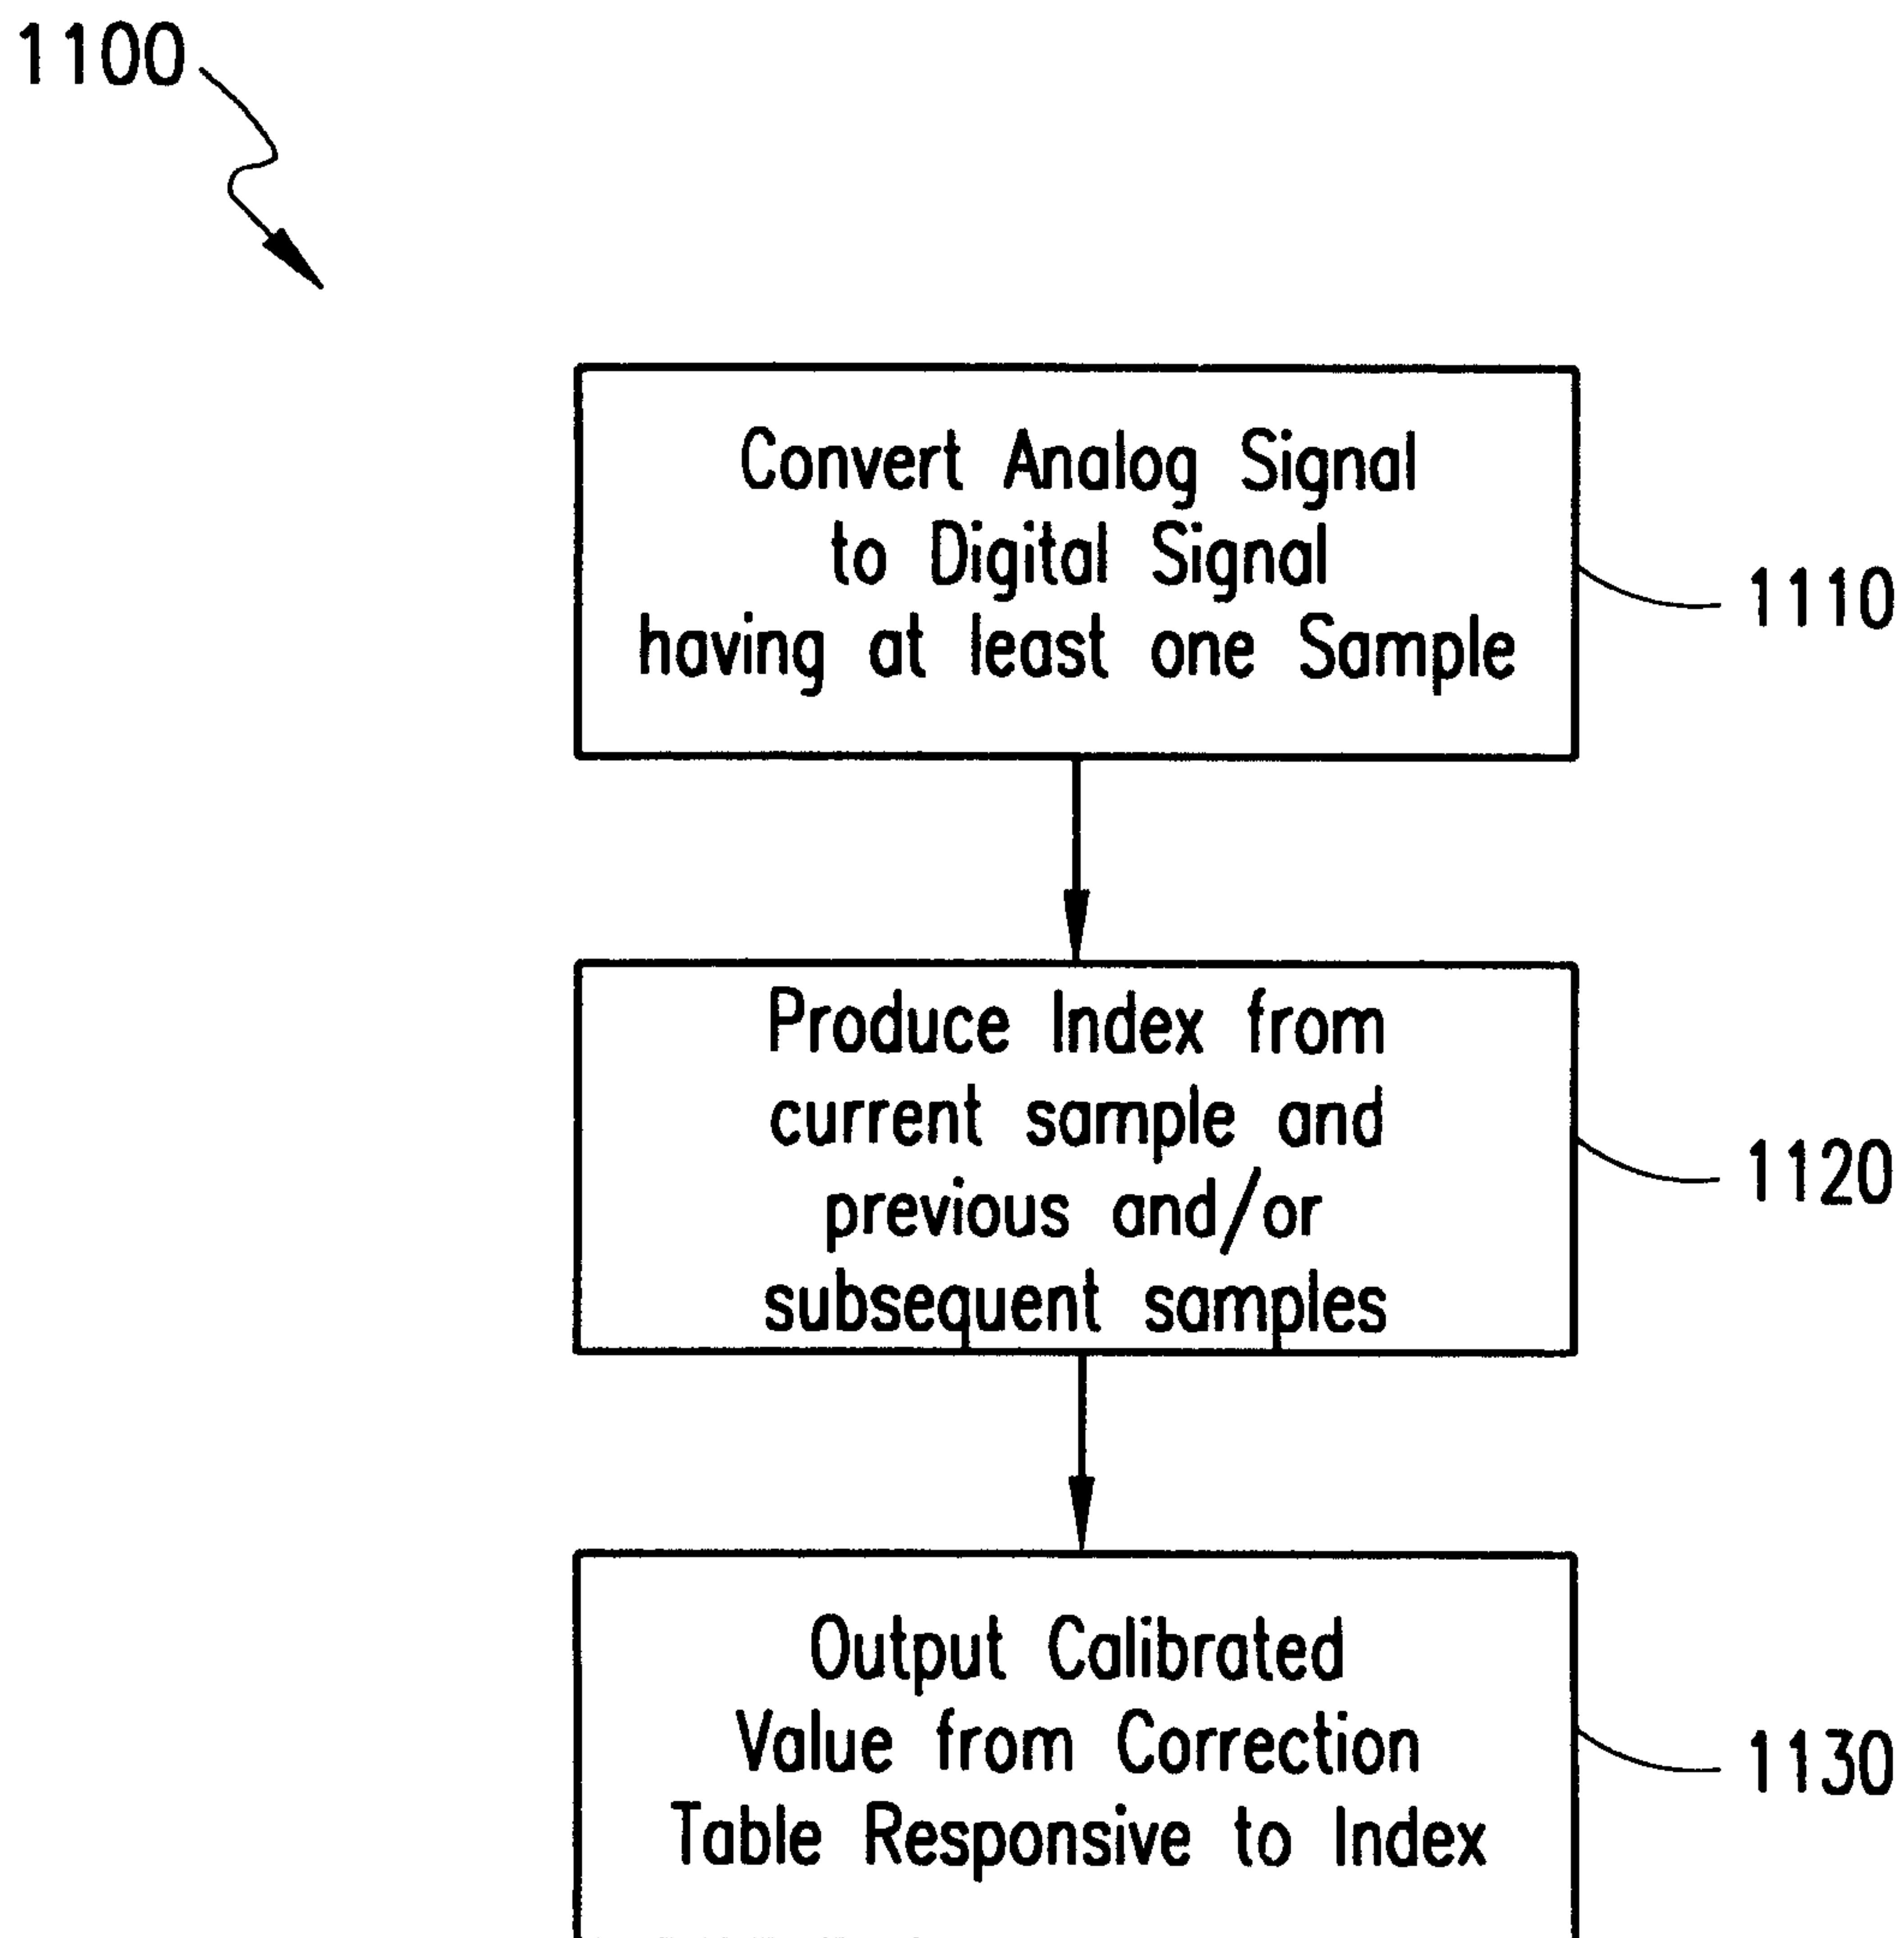 1100
Convert Analog Signal
to Digital Signal
having at least one Sample
1110
Produce Index from
current sample and
previous and/or
subsequent samples
1120
Output Calibrated
Value from Correction
Table Responsive to Index
1130